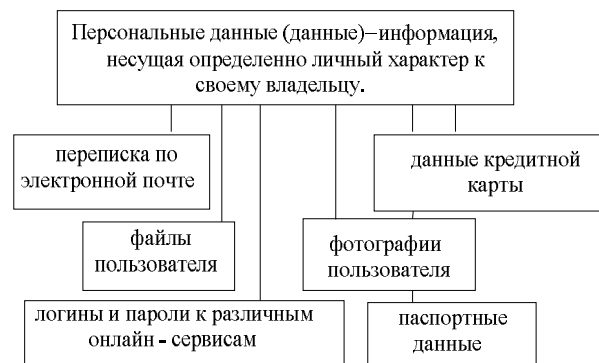 Персональные данные (данные)–информация,
несущая определенно личный характер к
своему владельцу.
переписка по
электронной почте
данные кредитной
карты
файлы
пользователя
фотографии
пользователя
логины и пароли к различным
онлайн - сервисам
паспортные
данные